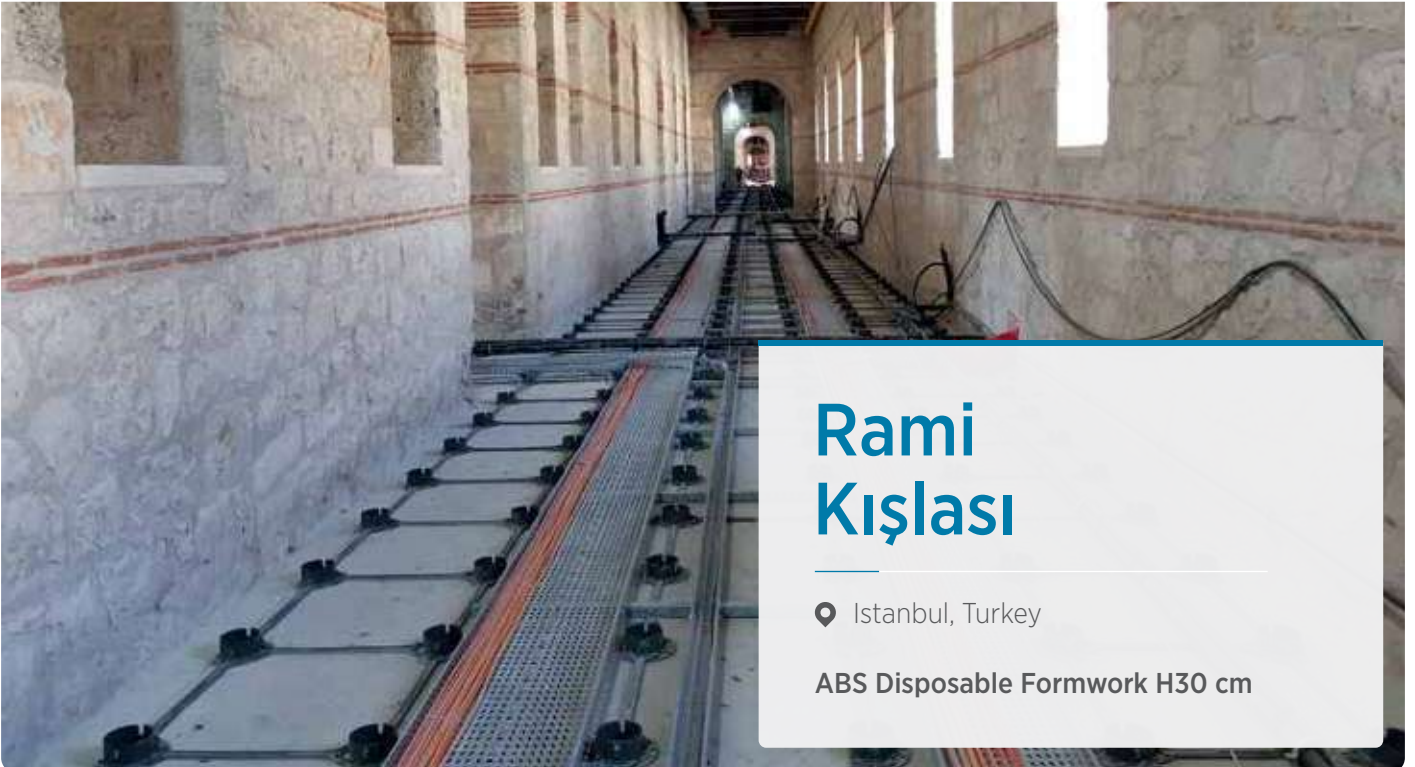 Rami
Kışlası
Istanbul, Turkey
ABS Disposable Formwork H30 cm